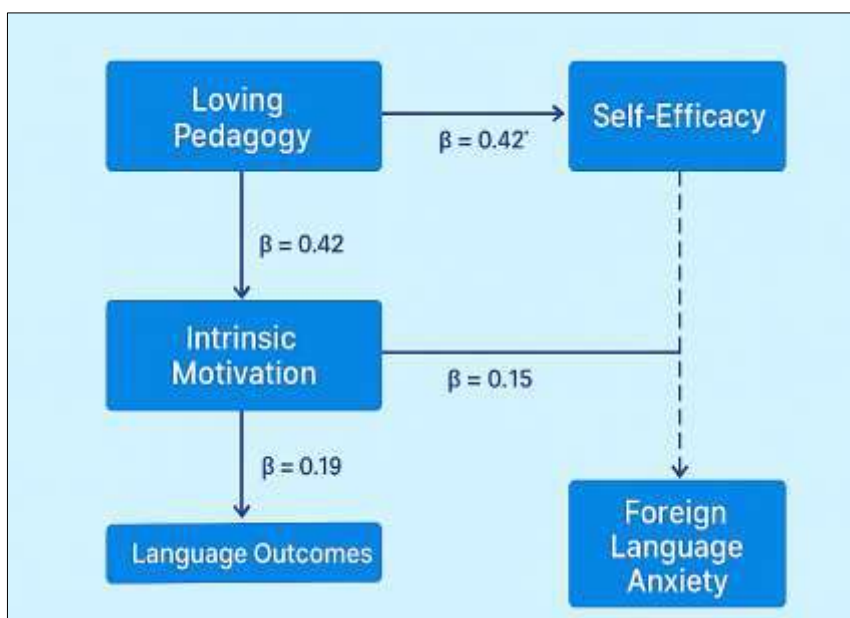 Loving
Pedagogy
β = 0.42*
Self-Efficacy
β = 0.42
Intrinsic
Motivation
β = 0.15
β = 0.19
Language Outcomes
Foreign
Language
Anxiety